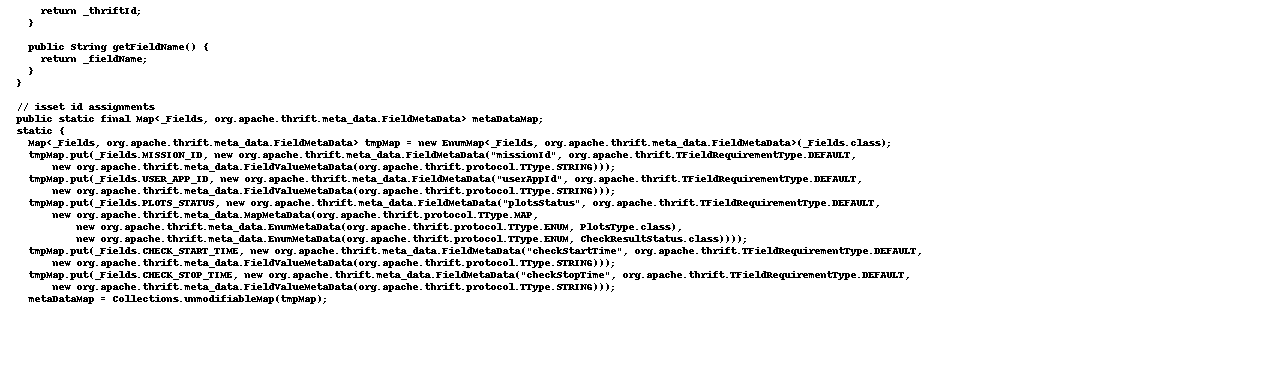 return _thriftId;
}
public String getFieldName() {
return _fieldName;
}
}
// isset id assignments
public static final Map<_Fields, org.apache.thrift.meta_data.FieldMetaData> metaDataMap;
static {
Map<_Fields, org.apache.thrift.meta_data.FieldMetaData> tmpMap = new EnumMap<_Fields, org.apache.thrift.meta_data.FieldMetaData>(_Fields.class);
tmpMap.put(_Fields.MISSION_ID, new org.apache.thrift.meta_data.FieldMetaData("missionId", org.apache.thrift.TFieldRequirementType.DEFAULT,
new org.apache.thrift.meta_data.FieldValueMetaData(org.apache.thrift.protocol.TType.STRING)));
tmpMap.put(_Fields.USER_APP_ID, new org.apache.thrift.meta_data.FieldMetaData("userAppId", org.apache.thrift.TFieldRequirementType.DEFAULT,
new org.apache.thrift.meta_data.FieldValueMetaData(org.apache.thrift.protocol.TType.STRING)));
tmpMap.put(_Fields.PLOTS_STATUS, new org.apache.thrift.meta_data.FieldMetaData("plotsStatus", org.apache.thrift.TFieldRequirementType.DEFAULT,
new org.apache.thrift.meta_data.MapMetaData(org.apache.thrift.protocol.TType.MAP,
new org.apache.thrift.meta_data.EnumMetaData(org.apache.thrift.protocol.TType.ENUM, PlotsType.class),
new org.apache.thrift.meta_data.EnumMetaData(org.apache.thrift.protocol.TType.ENUM, CheckResultStatus.class))));
tmpMap.put(_Fields.CHECK_START_TIME, new org.apache.thrift.meta_data.FieldMetaData("checkStartTime", org.apache.thrift.TFieldRequirementType.DEFAULT,
new org.apache.thrift.meta_data.FieldValueMetaData(org.apache.thrift.protocol.TType.STRING)));
tmpMap.put(_Fields.CHECK_STOP_TIME, new org.apache.thrift.meta_data.FieldMetaData("checkStopTime", org.apache.thrift.TFieldRequirementType.DEFAULT,
new org.apache.thrift.meta_data.FieldValueMetaData(org.apache.thrift.protocol.TType.STRING)));
metaDataMap = Collections.unmodifiableMap(tmpMap);